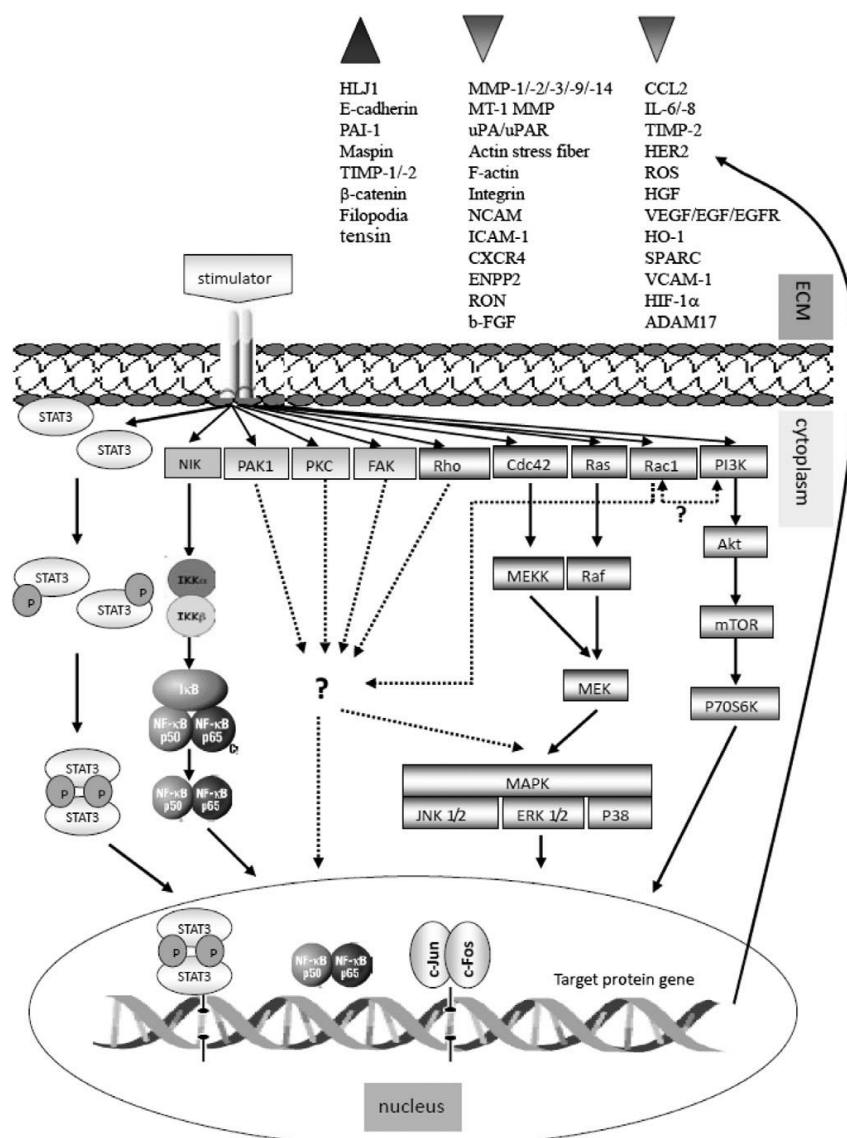 HLJ1
E-cadherin
PAI-1
Maspin
TIMP-1/-2
β-catenin
Filopodia
tensin
MMP-1/-2/-3/-9/-14
MT-1 MMP
uPA/uPAR
Actin stress fiber
F-actin
Integrin
NCAM
ICAM-1
CXCR4
ENPP2
RON
b-FGF
CCL2
IL-6/-8
TIMP-2
HER2
ROS
HGF
VEGF/EGF/EGFR
HO-1
SPARC
VCAM-1
HIF-1α
ADAM17
stimulator
ECM
cytoplasm
STAT3
STAT3
NIK
PAK1
PKC
FAK
Rho
Cdc42
Ras
Rac1
PI3K
?
Akt
STAT3
P
P
STAT3
IKKα
IKKβ
MEKK
Raf
mTOR
?
MEK
P70S6K
IκB
NF-κB
p50
NF-κB
p65
STAT3
P
P
STAT3
NF-κB
p50
NF-κB
p65
MAPK
JNK 1/2
ERK 1/2
P38
STAT3
P
P
STAT3
NF-κB
p50
NF-κB
p65
c-Jun
c-Fos
Target protein gene
nucleus